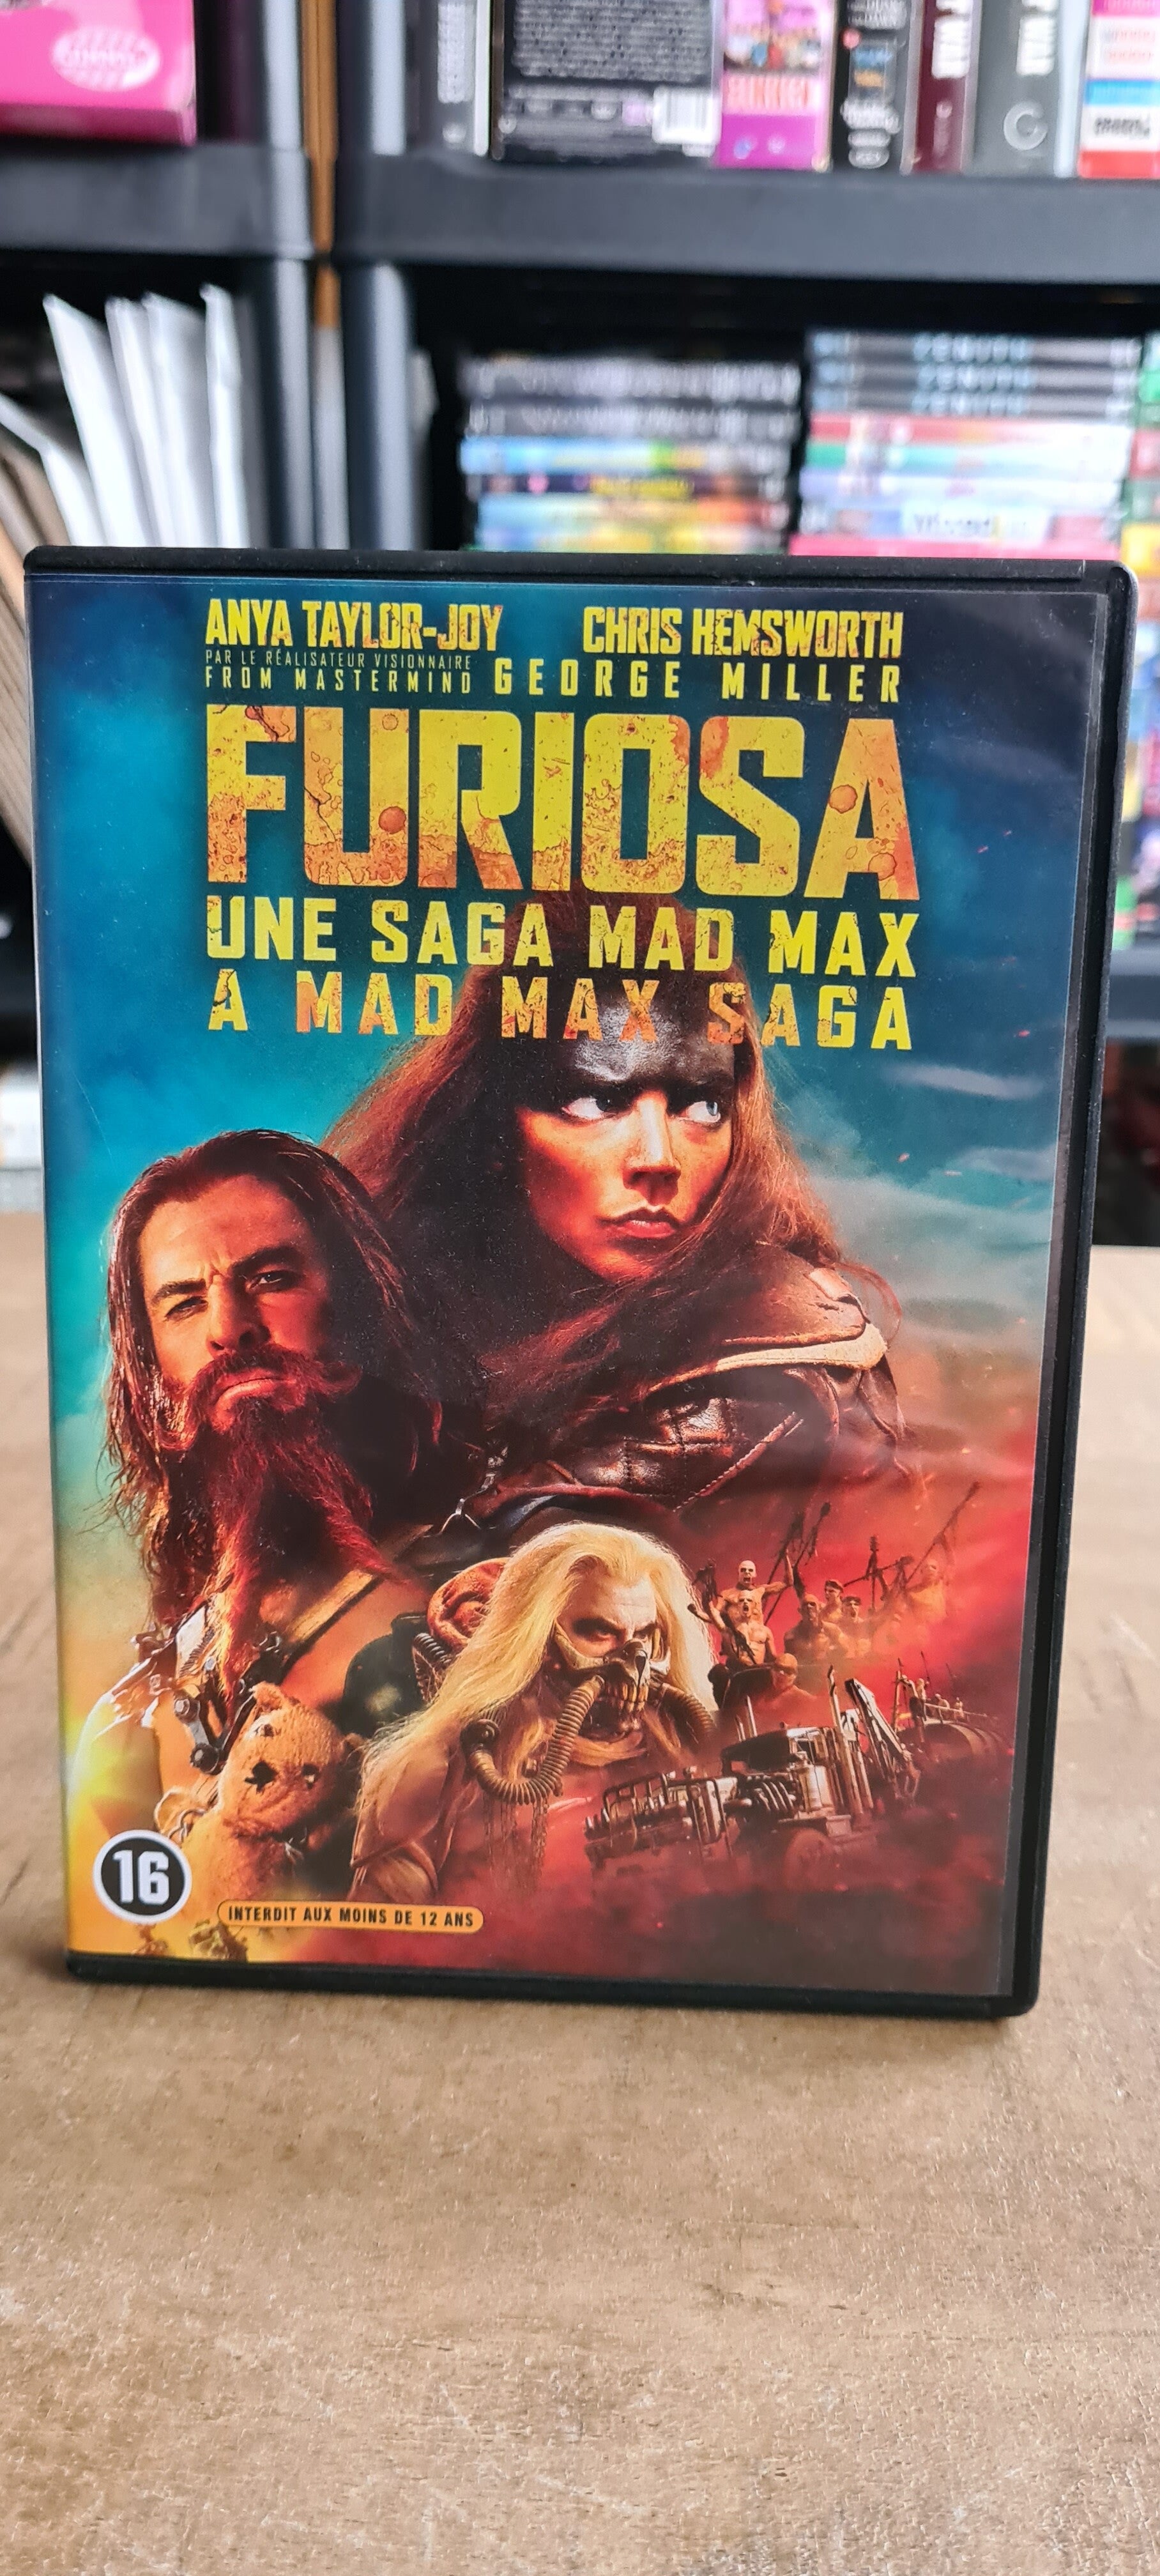 ANYA TAYLOR-JOY CHRIS HEMSWORTH
PAR LE RÉALISATEUR VISIONNAIRE
FROM MASTERMIND GEORGE MILLER
FURIOSA
UNE SAGA MAD MAX
A MAD MAX SAGA
16
INTERDIT AUX MOINS DE 12 ANS